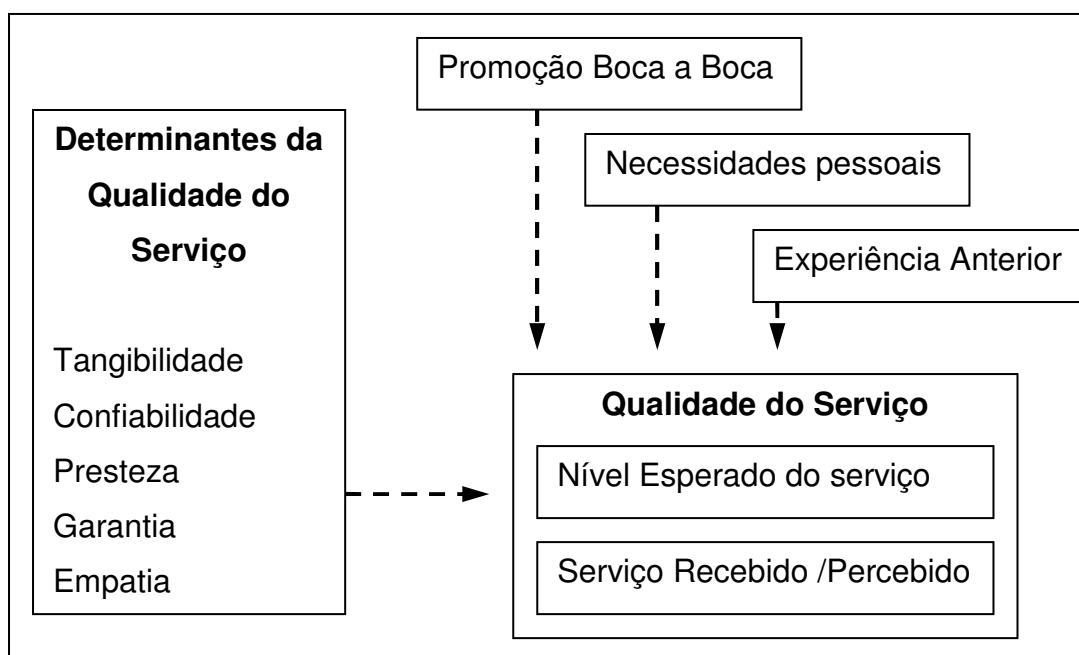 Promoção Boca a Boca
Determinantes da
Qualidade do
Serviço
Necessidades pessoais
Experiência Anterior
Tangibilidade
Confiabilidade
Presteza
Garantia
Empatia
Qualidade do Serviço
Nível Esperado do serviço
Serviço Recebido /Percebido